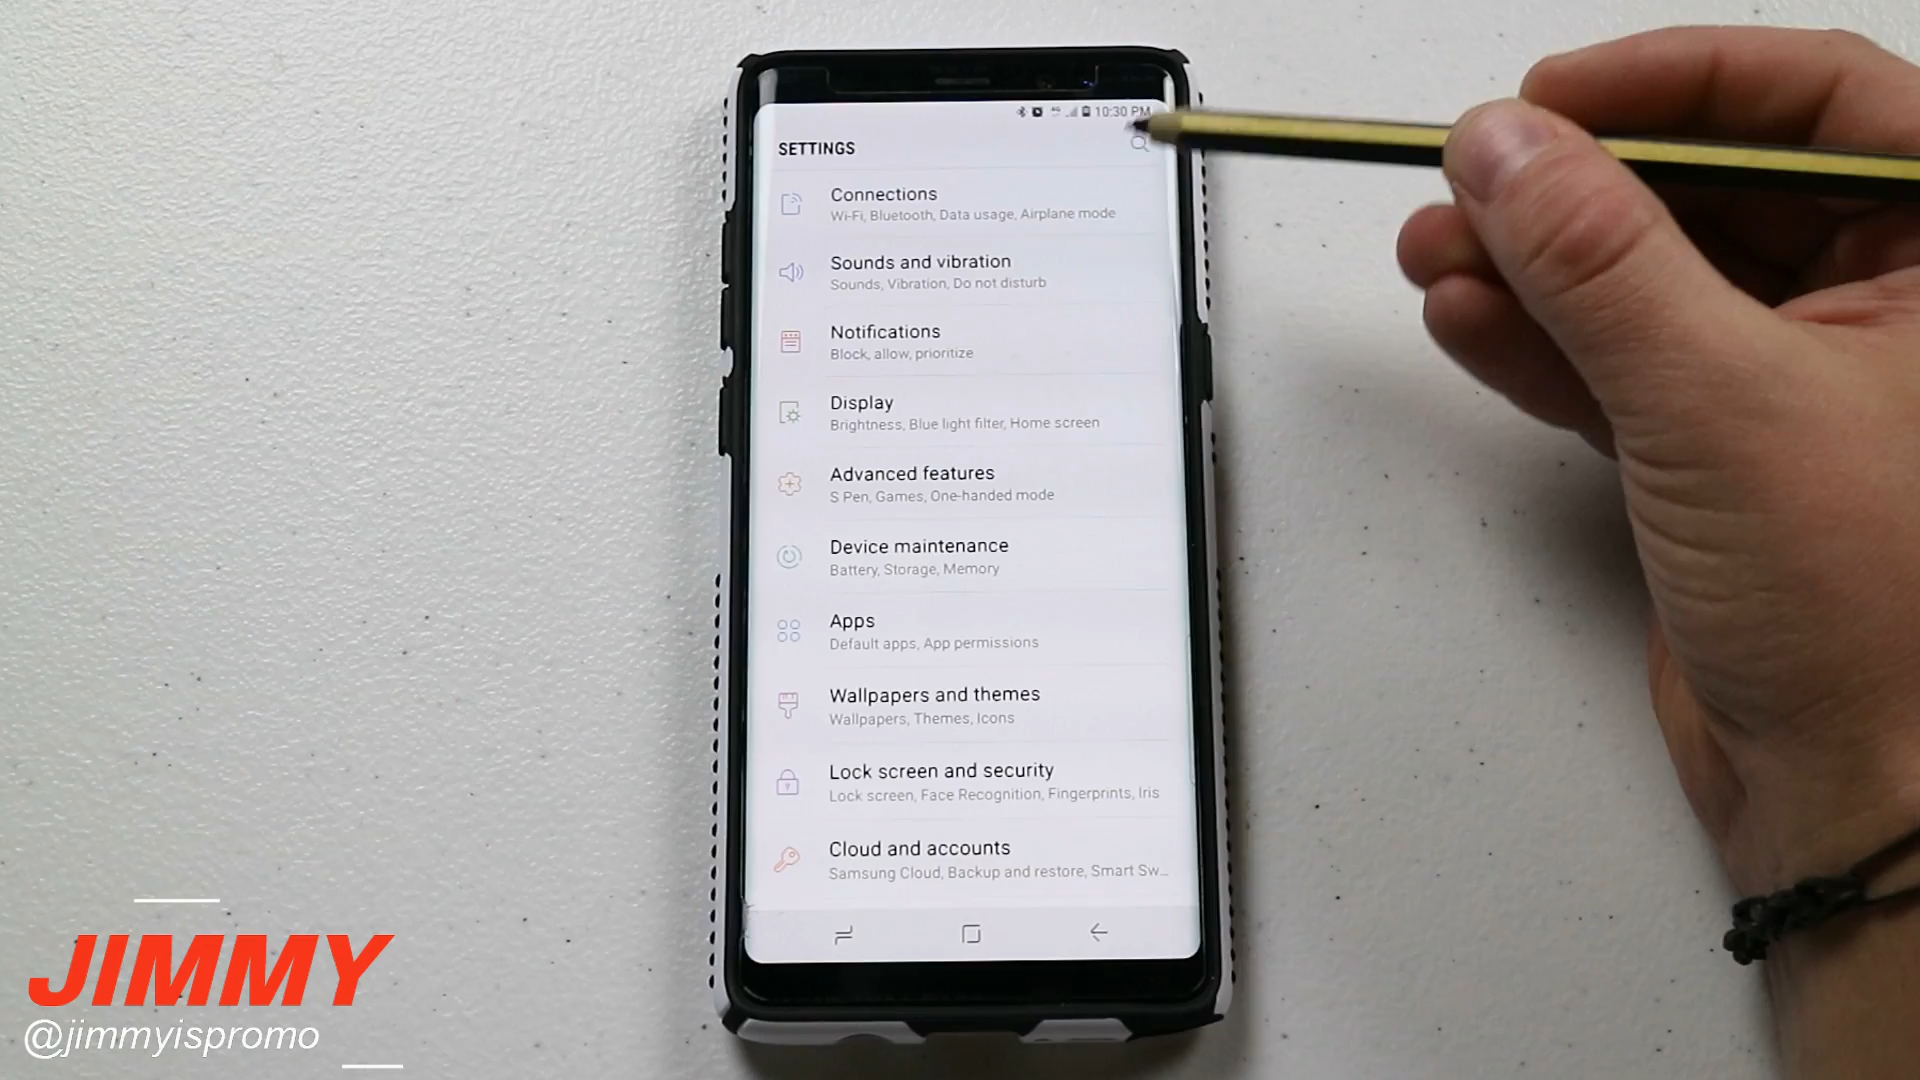 10:30 PM
SETTINGS
Connections
Wi-Fi, Bluetooth, Data usage, Airplane mode
Sounds and vibration
Sounds, Vibration, Do not disturb
Notifications
Block, allow, prioritize
Display
Brightness, Blue light filter, Home screen
Advanced features
S Pen, Games, One-handed mode
Device maintenance
Battery, Storage, Memory
Apps
Default apps, App permissions
Wallpapers and themes
Wallpapers, Themes, Icons
Lock screen and security
Lock screen, Face Recognition, Fingerprints, Iris
Cloud and accounts
Samsung Cloud, Backup and restore, Smart Sw...
JIMMY
@jimmyispromo